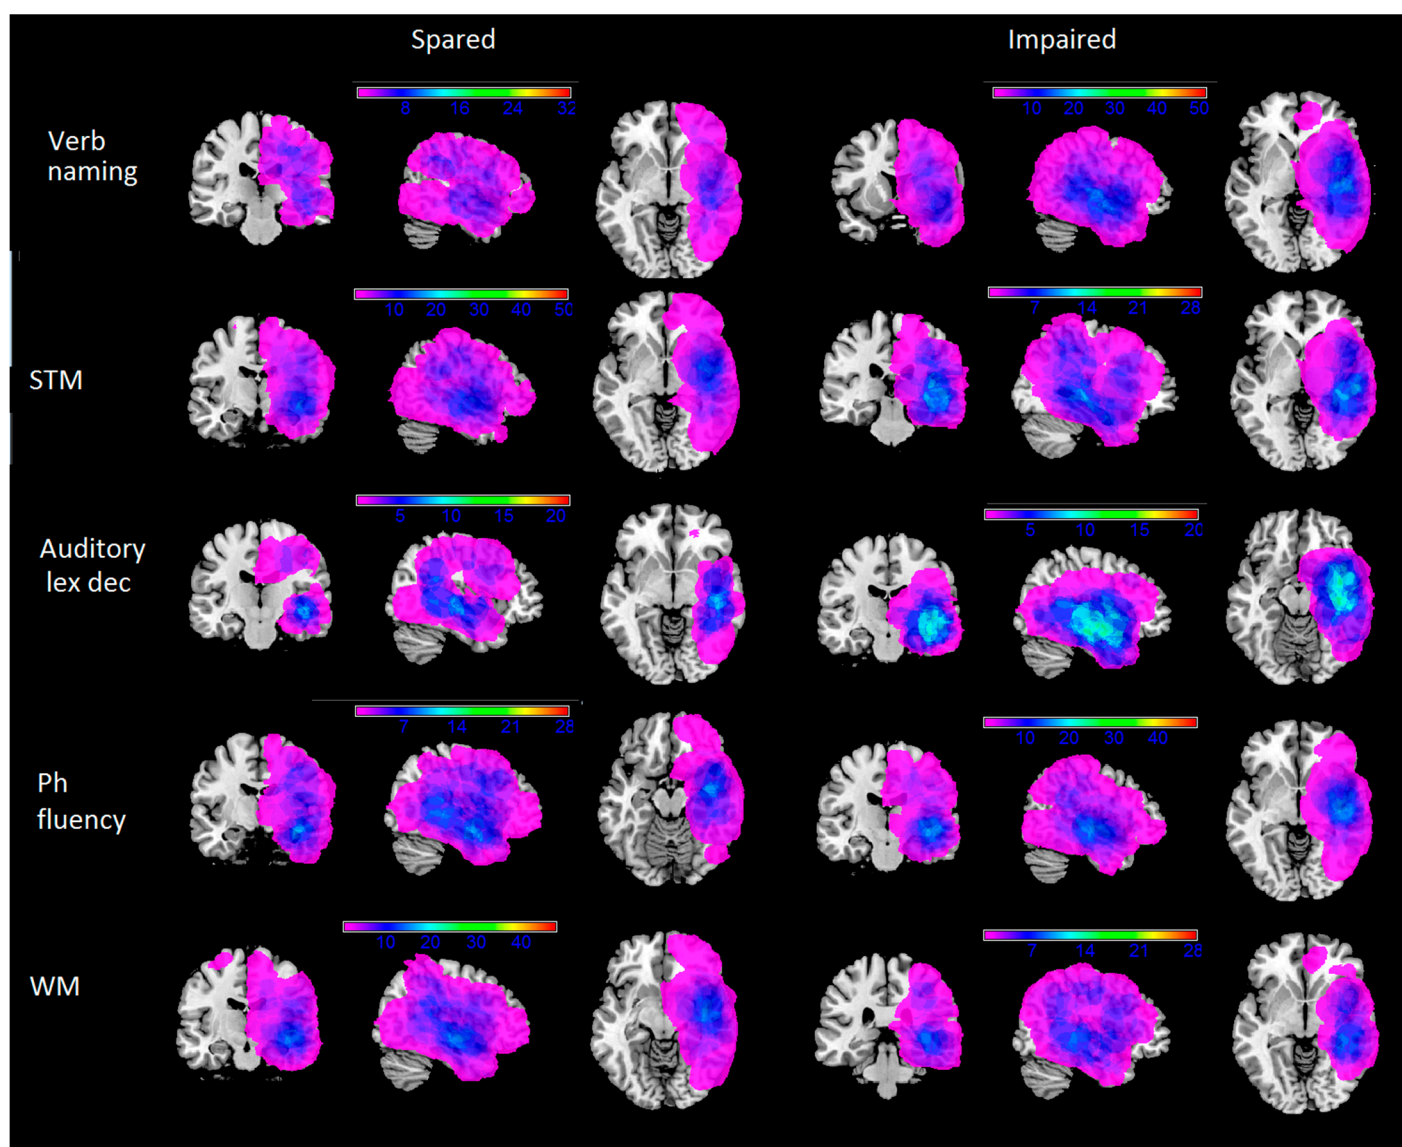 Spared Impaired
8 16 24 32 10 20 30 40 50
Verb
naming
10 20 30 40 50 7 14 21 28
STM
5 10 15 20 5 10 15 20
Auditory
lex dec
7 14 21 28 10 20 30 40
Ph
fluency
10 20 30 40 7 14 21 28
WM